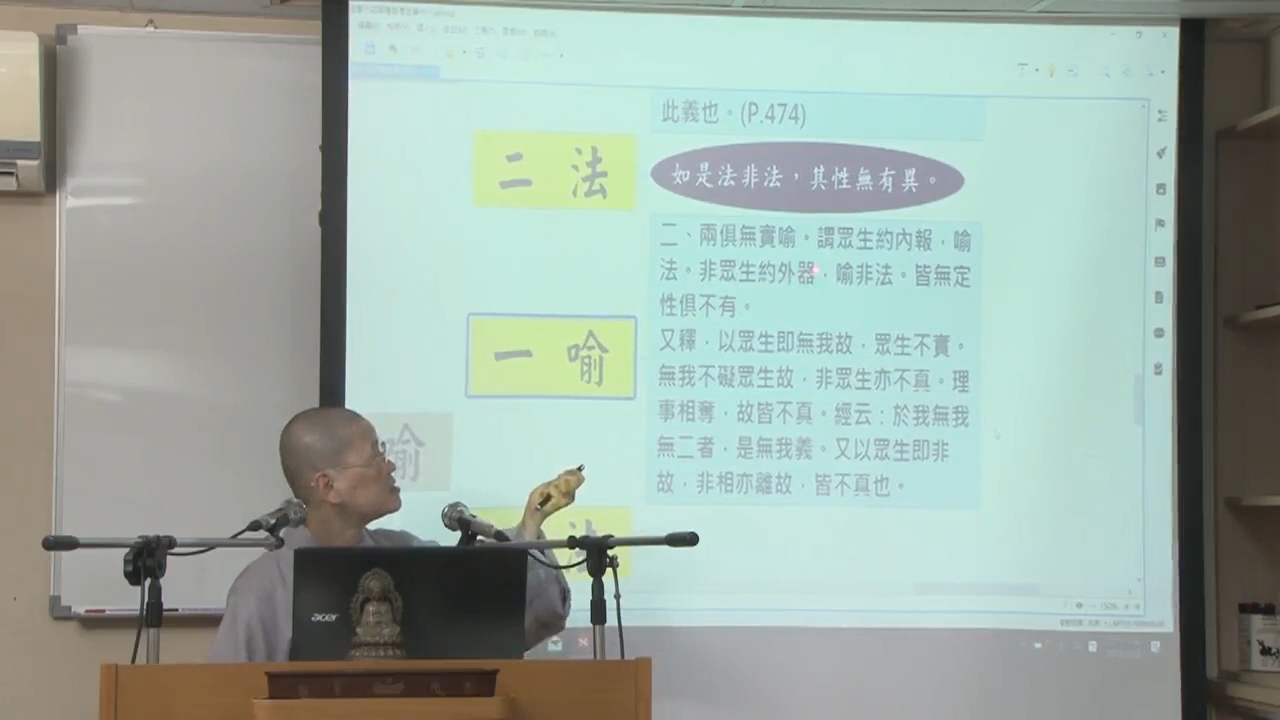 此義也。(P.474)
二 法
如是法非法，其性無有異。
二、兩俱無實喻。謂眾生約內報，喻
法。非眾生約外器，喻非法。皆無定
性俱不有。
一 喻
又釋，以眾生即無我故，眾生不實。
無我不礙眾生故，非眾生亦不真。理
事相奪，故皆不真。經云：於我無我
無二者，是無我義。又以眾生即非
故，非相亦離故，皆不真也。
喻
法
acer